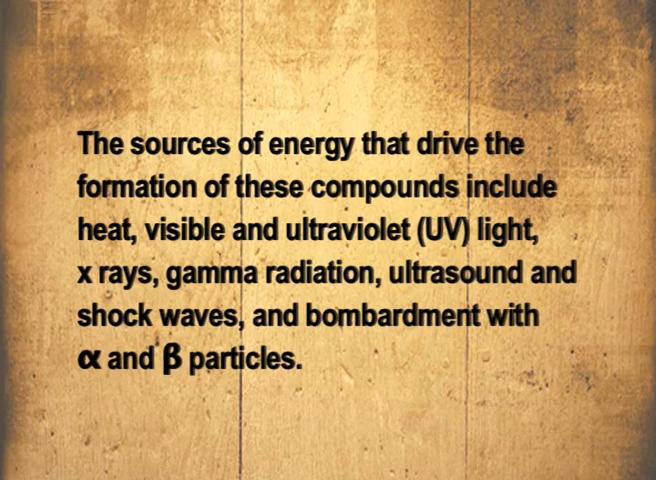 The sources of energy that drive the
formation of these compounds include
heat, visible and ultraviolet (UV) light,
x rays, gamma radiation, ultrasound and
shock waves, and bombardment with
α and β particles.